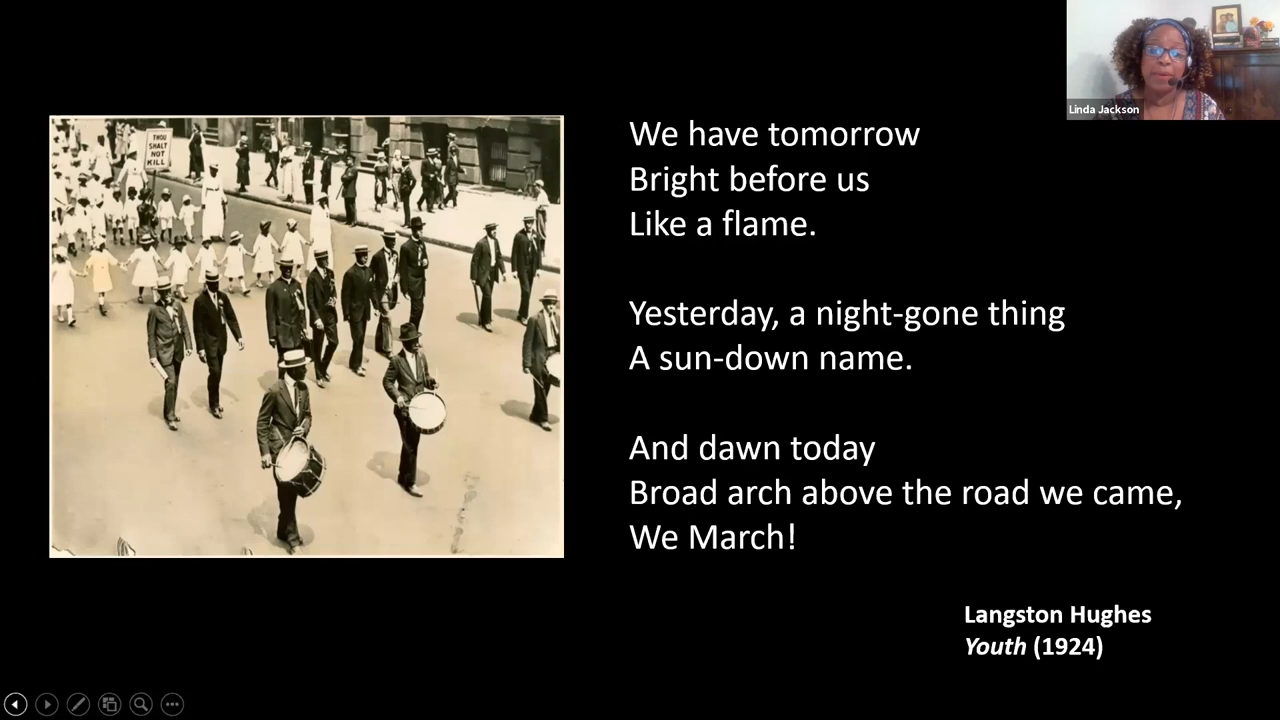 THOU
SHALT
NOT
KILL
We have tomorrow
Bright before us
Like a flame.
Yesterday, a night-gone thing
A sun-down name.
And dawn today
Broad arch above the road we came,
We March!
Langston Hughes
Youth (1924)
Linda Jackson